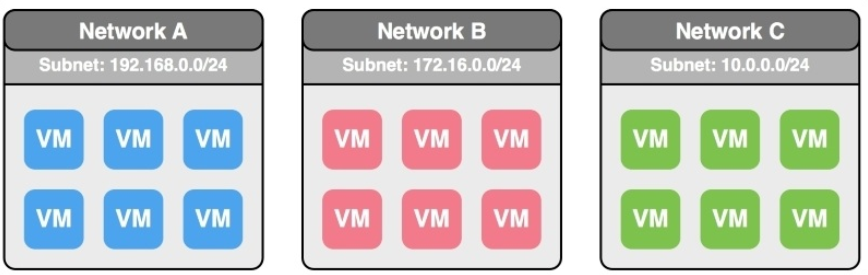 Network A
Subnet: 192.168.0.0/24
VM VM VM
VM VM VM
Network B
Subnet: 172.16.0.0/24
VM VM VM
VM VM VM
Network C
Subnet: 10.0.0.0/24
VM VM VM
VM VM VM